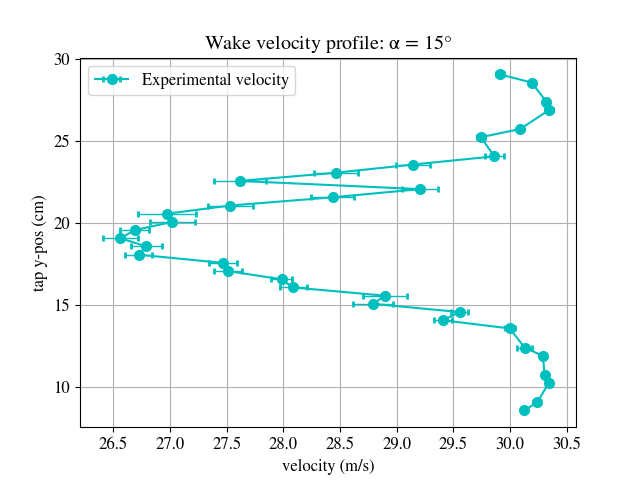 Wake velocity profile: α = 15°
Experimental velocity
tap y-pos (cm)
30
25
20
15
10
26.5 27.0 27.5 28.0 28.5 29.0 29.5 30.0 30.5
velocity (m/s)